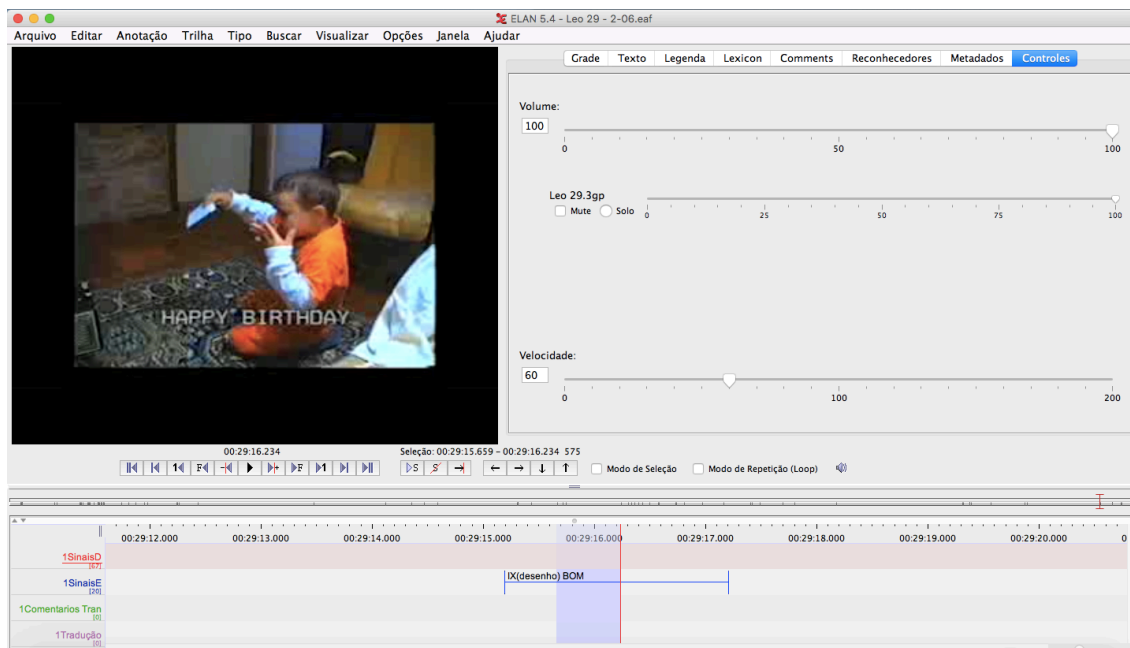 ELAN 5.4 - Leo 29 - 2-06.eaf
Arquivo Editar Anotação Trilha Tipo Buscar Visualizar Opções Janela Ajudar
Grade Texto Legenda Lexicon Comments Reconhecedores Metadados Controles
Volume:
100
0 50 100
Leo 29.3gp
Mute Solo
0 25 50 75 100
HAPPY BIRTHDAY
Velocidade:
60
0 100 200
00:29:16.234 Seleção: 00:29:15.659 - 00:29:16.234 575
Modo de Seleção Modo de Repetição (Loop)
00:29:12.000 00:29:13.000 00:29:14.000 00:29:15.000 00:29:16.000 00:29:17.000 00:29:18.000 00:29:19.000 00:29:20.000 0
1SinaisD
[67]
1SinaisE
[20]
IX(desenho) BOM
1Comentarios Tran
[0]
1Tradução
[0]